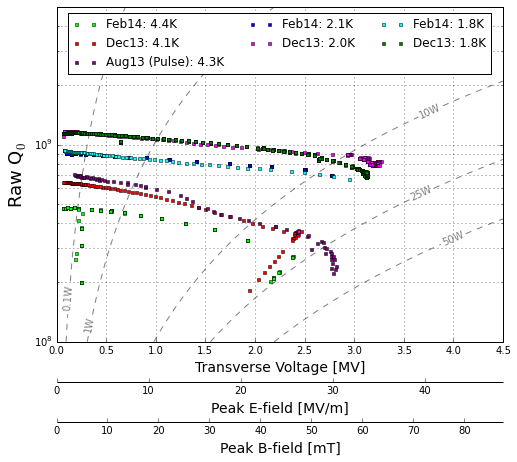 Feb14: 4.4K Feb14: 2.1K Feb14: 1.8K
Dec13: 4.1K Dec13: 2.0K Dec13: 1.8K
Aug13 (Pulse): 4.3K
Raw Q₀
10⁹
10⁸
10W
25W
50W
0.1W
1W
0.0 0.5 1.0 1.5 2.0 2.5 3.0 3.5 4.0 4.5
Transverse Voltage [MV]
0 10 20 30 40
Peak E-field [MV/m]
0 10 20 30 40 50 60 70 80
Peak B-field [mT]